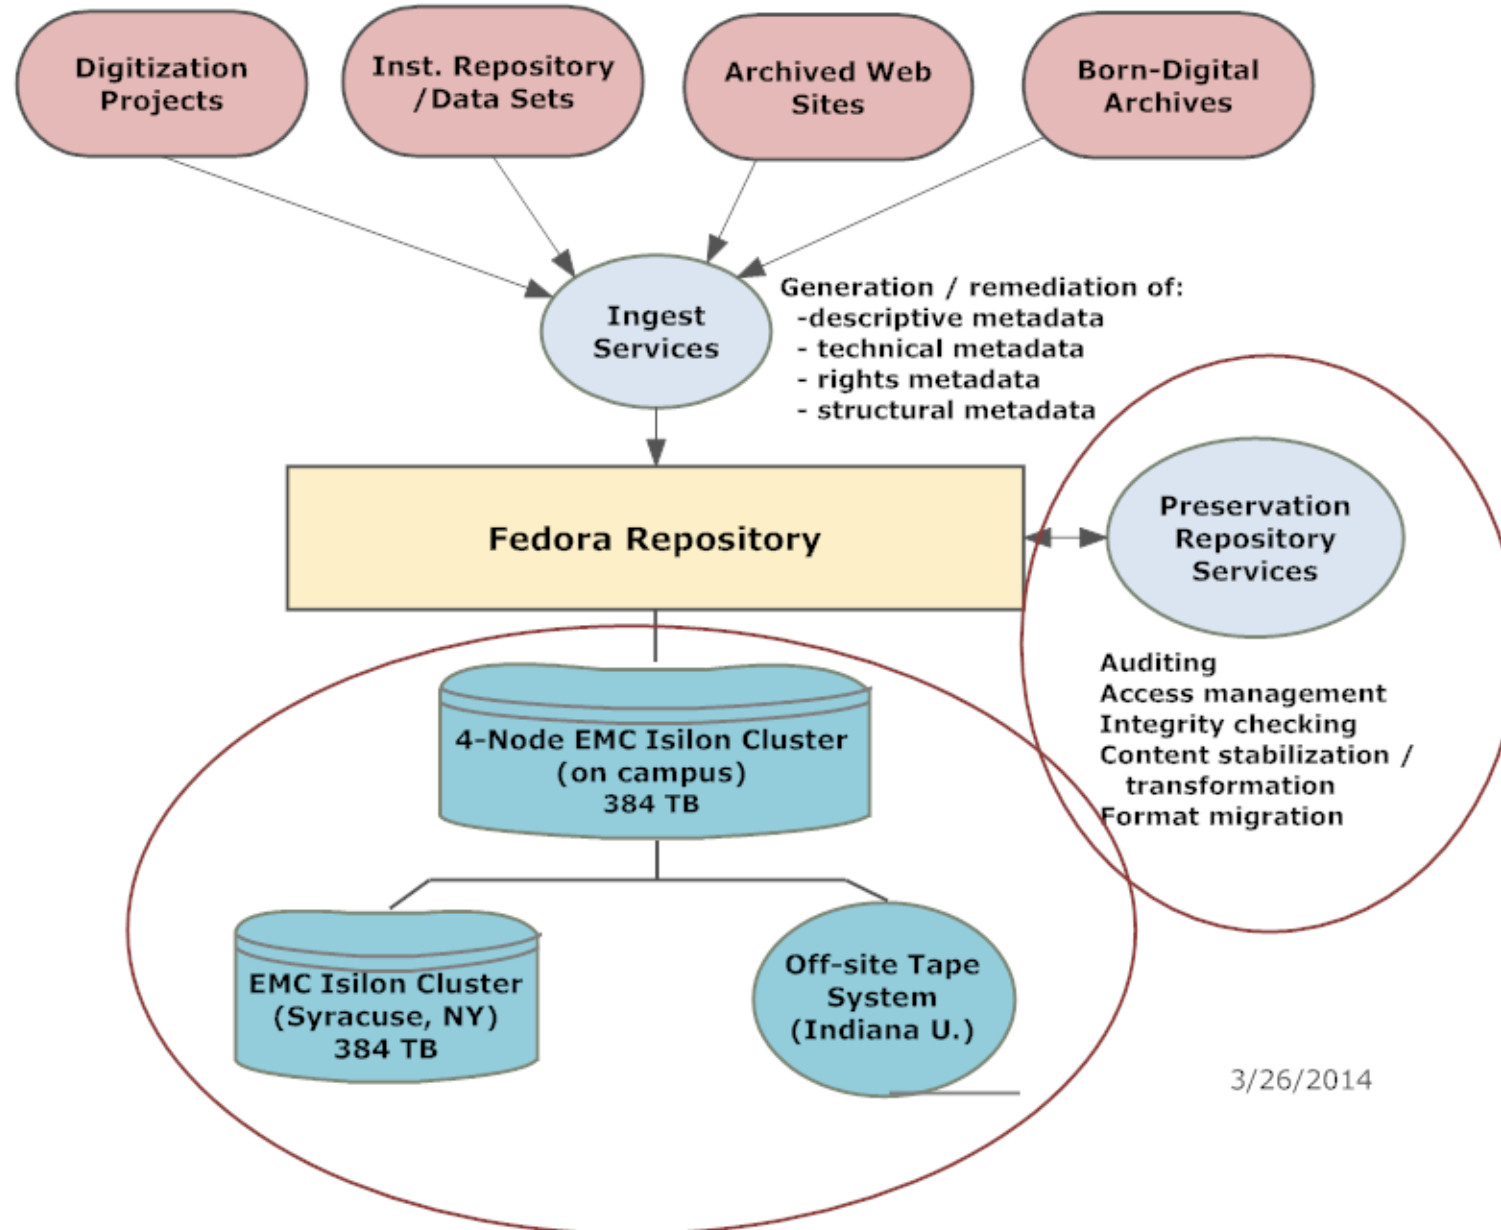 Digitization
Projects
Inst. Repository
/Data Sets
Archived Web
Sites
Born-Digital
Archives
Ingest
Services
Generation / remediation of:
-descriptive metadata
- technical metadata
- rights metadata
- structural metadata
Fedora Repository
Preservation
Repository
Services
Auditing
Access management
Integrity checking
Content stabilization /
transformation
Format migration
4-Node EMC Isilon Cluster
(on campus)
384 TB
EMC Isilon Cluster
(Syracuse, NY)
384 TB
Off-site Tape
System
(Indiana U.)
3/26/2014